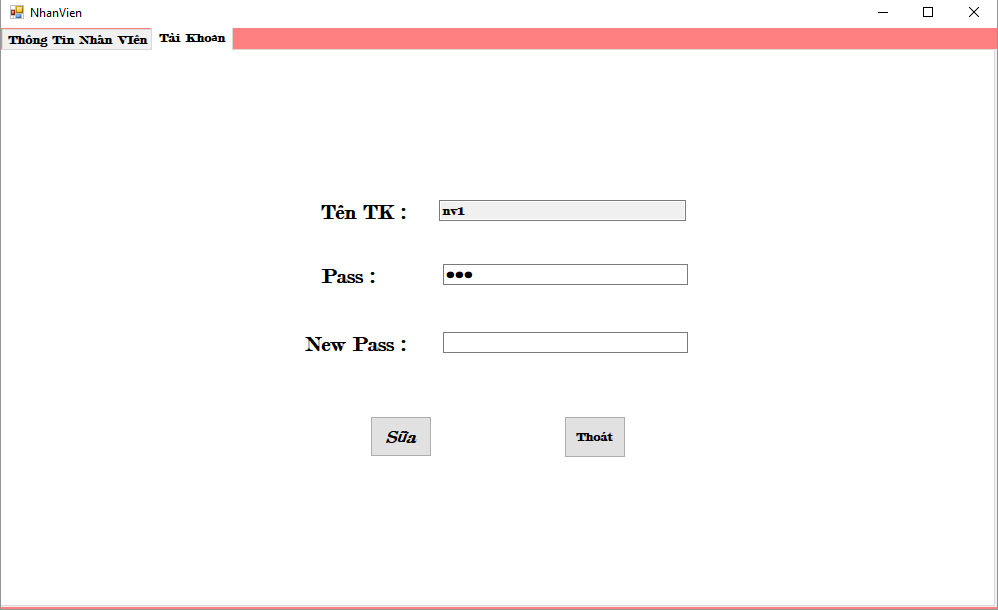 NhanVien
Thông Tin Nhân VIên Tài Khoản
Tên TK : nv1
Pass : ●●●
New Pass :
Sữa Thoát